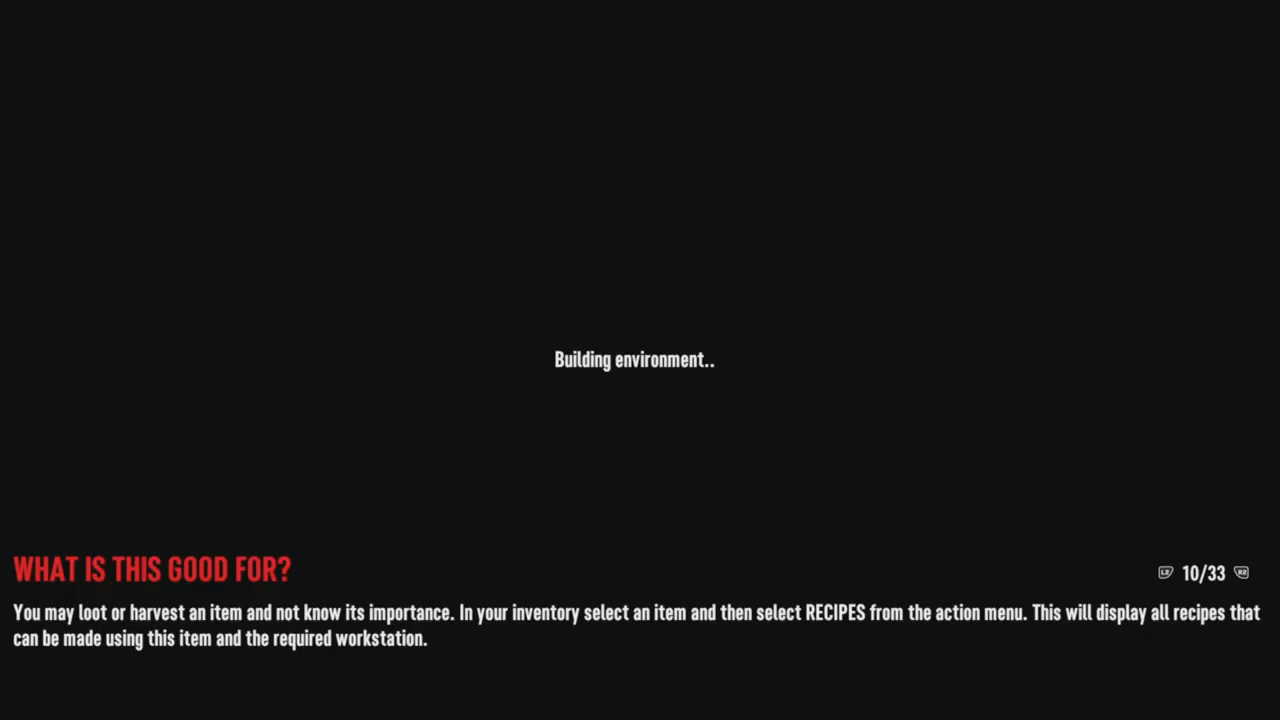 Building environment..
WHAT IS THIS GOOD FOR?
L2 10/33 R2
You may loot or harvest an item and not know its importance. In your inventory select an item and then select RECIPES from the action menu. This will display all recipes that
can be made using this item and the required workstation.